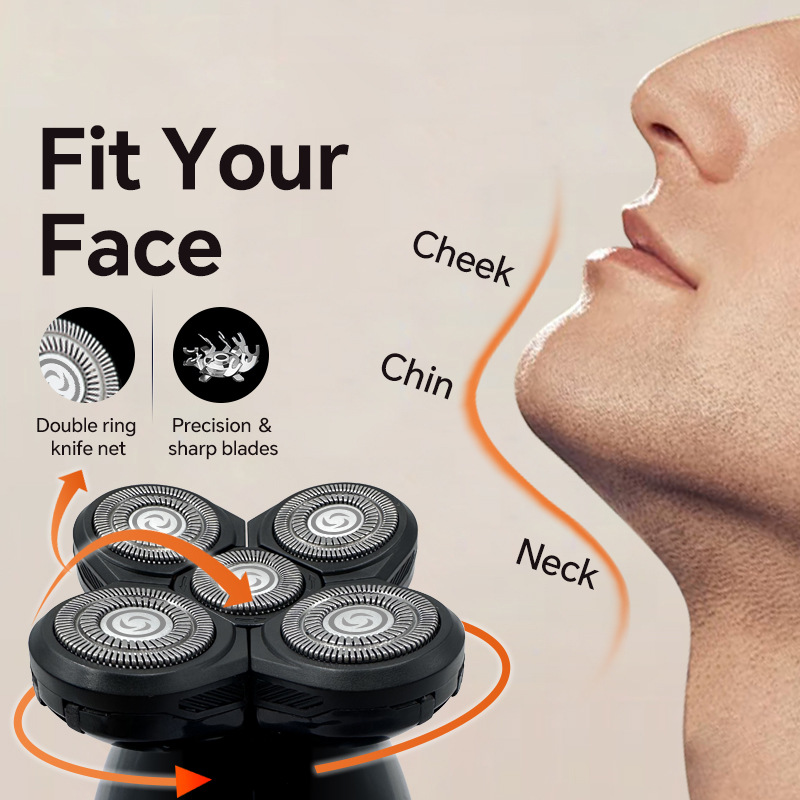 Fit Your
Face
Cheek
Chin
Double ring
knife net
Precision &
sharp blades
Neck